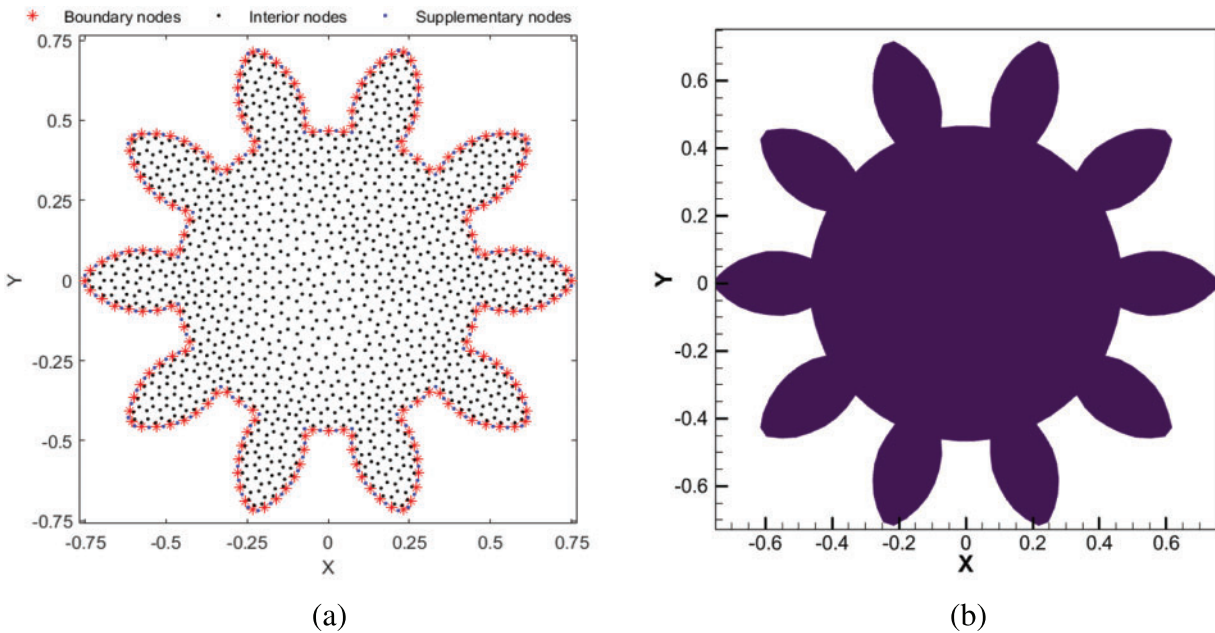 Boundary nodes Interior nodes Supplementary nodes
0.75
0.5
0.25
0
-0.25
-0.5
-0.75
Y
-0.75 -0.5 -0.25 0 0.25 0.5 0.75
X
(a)
0.6
0.4
0.2
0
-0.2
-0.4
-0.6
Y
-0.6 -0.4 -0.2 0 0.2 0.4 0.6
X
(b)